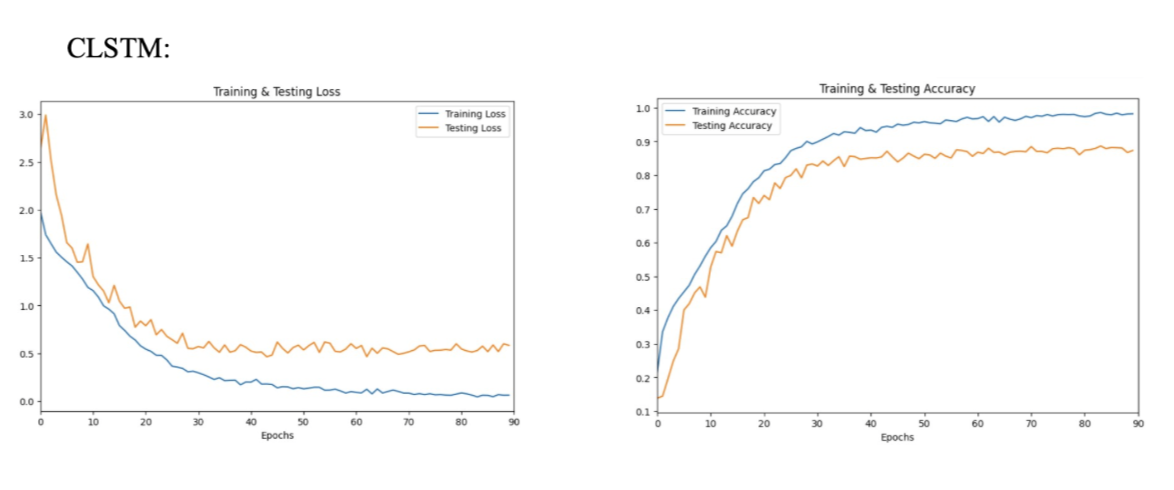 CLSTM:
Training & Testing Loss
Training Loss
Testing Loss
3.0
2.5
2.0
1.5
1.0
0.5
0.0
0 10 20 30 40 50 60 70 80 90
Epochs
Training & Testing Accuracy
Training Accuracy
Testing Accuracy
1.0
0.9
0.8
0.7
0.6
0.5
0.4
0.3
0.2
0.1
0 10 20 30 40 50 60 70 80 90
Epochs